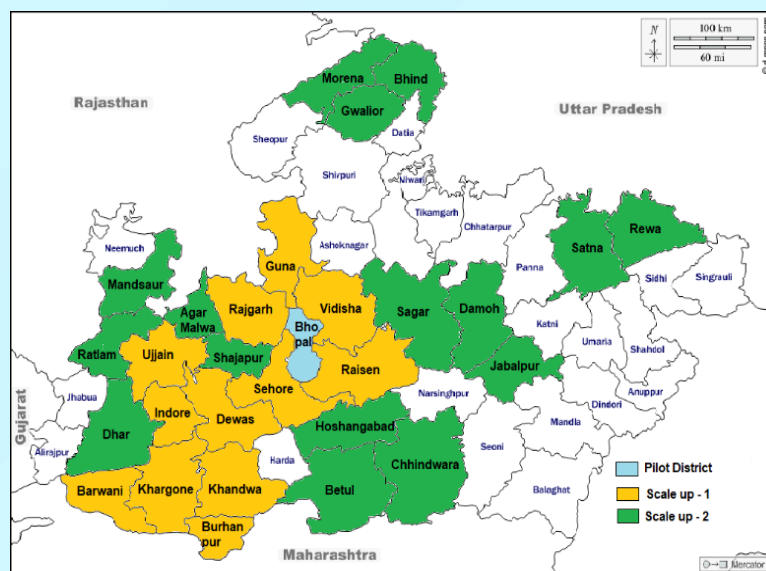 100 km
60 mi
N
Morena
Bhind
Gwalior
Rajasthan
Uttar Pradesh
Sheopur
Datia
Shivpuri
Niwari
Tikamgarh
Chhatarpur
Rewa
Satna
Neemuch
Ashoknagar
Guna
Panna
Sidhi
Singrauli
Mandsaur
Rajgarh
Vidisha
Sagar
Damoh
Agar
Malwa
Bho
pal
Katni
Umaria
Shahdol
Ratlam
Ujjain
Shajapur
Raisen
Jabalpur
Sehore
Narsinghpur
Anuppur
Dindori
Jhabua
Gujarat
Indore
Dewas
Hoshangabad
Mandla
Dhar
Alirajpur
Harda
Seoni
Chhindwara
Balaghat
Barwani
Khargone
Khandwa
Betul
Burhan
pur
Maharashtra
Pilot District
Scale up - 1
Scale up - 2
Mercator